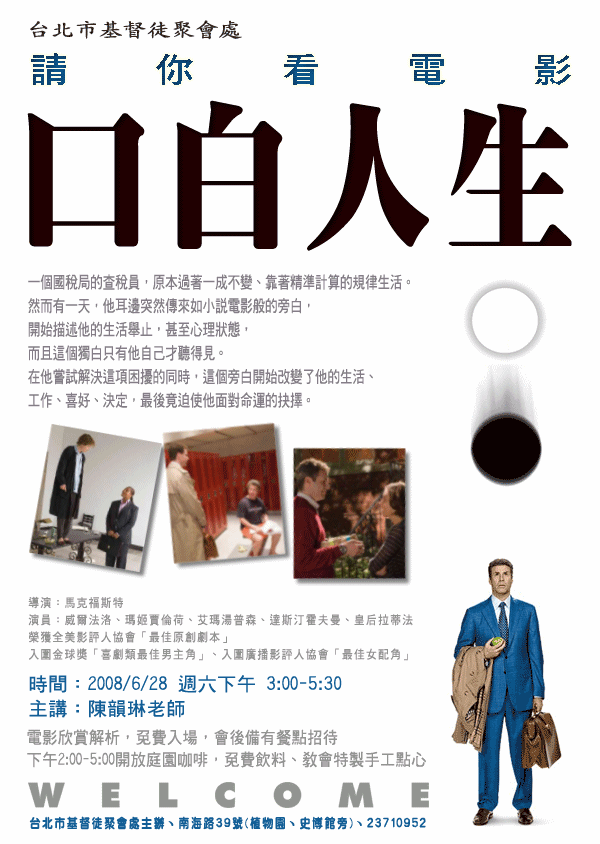 台北市基督徒聚會處
請你看電影
口白人生
一個國稅局的查稅員，原本過著一成不變、靠著精準計算的規律生活。
然而有一天，他耳邊突然傳來如小說電影般的旁白，
開始描述他的生活舉止，甚至心理狀態，
而且這個獨白只有他自己才聽得見。
在他嘗試解決這項困擾的同時，這個旁白開始改變了他的生活、
工作、喜好、決定，最後竟迫使他面對命運的抉擇。
導演：馬克福斯特
演員：威爾法洛、瑪姬賈倫荷、艾瑪湯普森、達斯汀霍夫曼、皇后拉蒂法
榮獲全美影評人協會「最佳原創劇本」
入圍金球獎「喜劇類最佳男主角」、入圍廣播影評人協會「最佳女配角」
時間：2008/6/28 週六下午 3:00-5:30
主講：陳韻琳老師
電影欣賞解析，免費入場，會後備有餐點招待
下午2:00-5:00開放庭園咖啡，免費飲料、教會特製手工點心
WELCOME
台北市基督徒聚會處主辦、南海路39號(植物園、史博館旁)、23710952